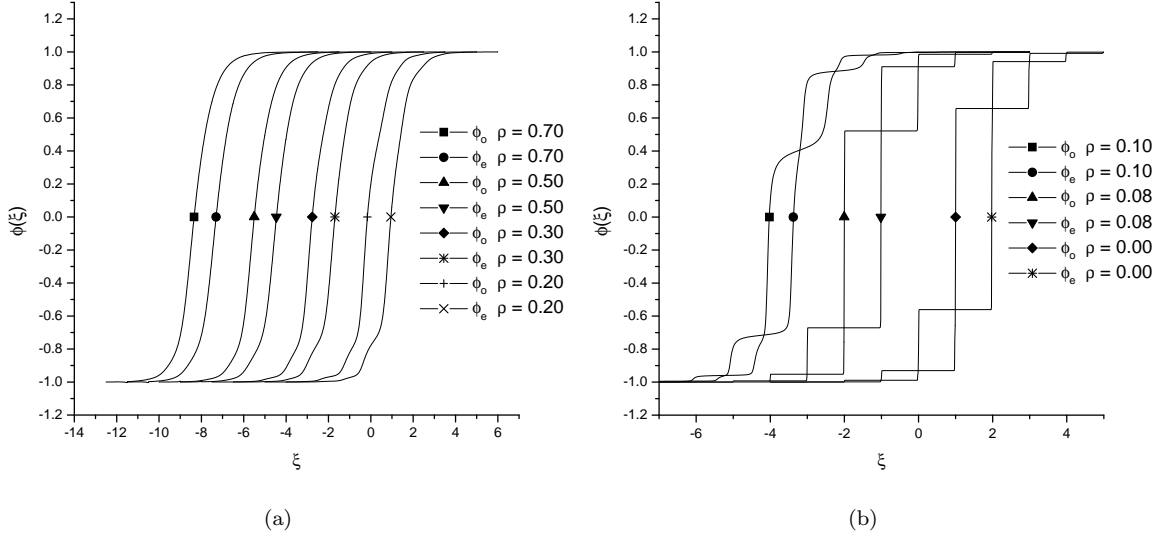 1.2
1.0
0.8
0.6
0.4
0.2
0.0
-0.2
-0.4
-0.6
-0.8
-1.0
-1.2
ϕ(ξ)
-14 -12 -10 -8 -6 -4 -2 0 2 4 6
ξ
ϕo ρ = 0.70
ϕe ρ = 0.70
ϕo ρ = 0.50
ϕe ρ = 0.50
ϕo ρ = 0.30
ϕe ρ = 0.30
ϕo ρ = 0.20
ϕe ρ = 0.20
(a)
1.2
1.0
0.8
0.6
0.4
0.2
0.0
-0.2
-0.4
-0.6
-0.8
-1.0
-1.2
ϕ(ξ)
-6 -4 -2 0 2 4
ξ
ϕo ρ = 0.10
ϕe ρ = 0.10
ϕo ρ = 0.08
ϕe ρ = 0.08
ϕo ρ = 0.00
ϕe ρ = 0.00
(b)